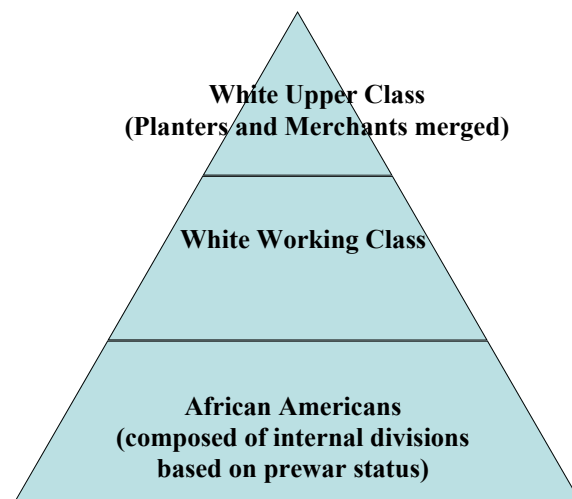 White Upper Class
(Planters and Merchants merged)
White Working Class
African Americans
(composed of internal divisions
based on prewar status)